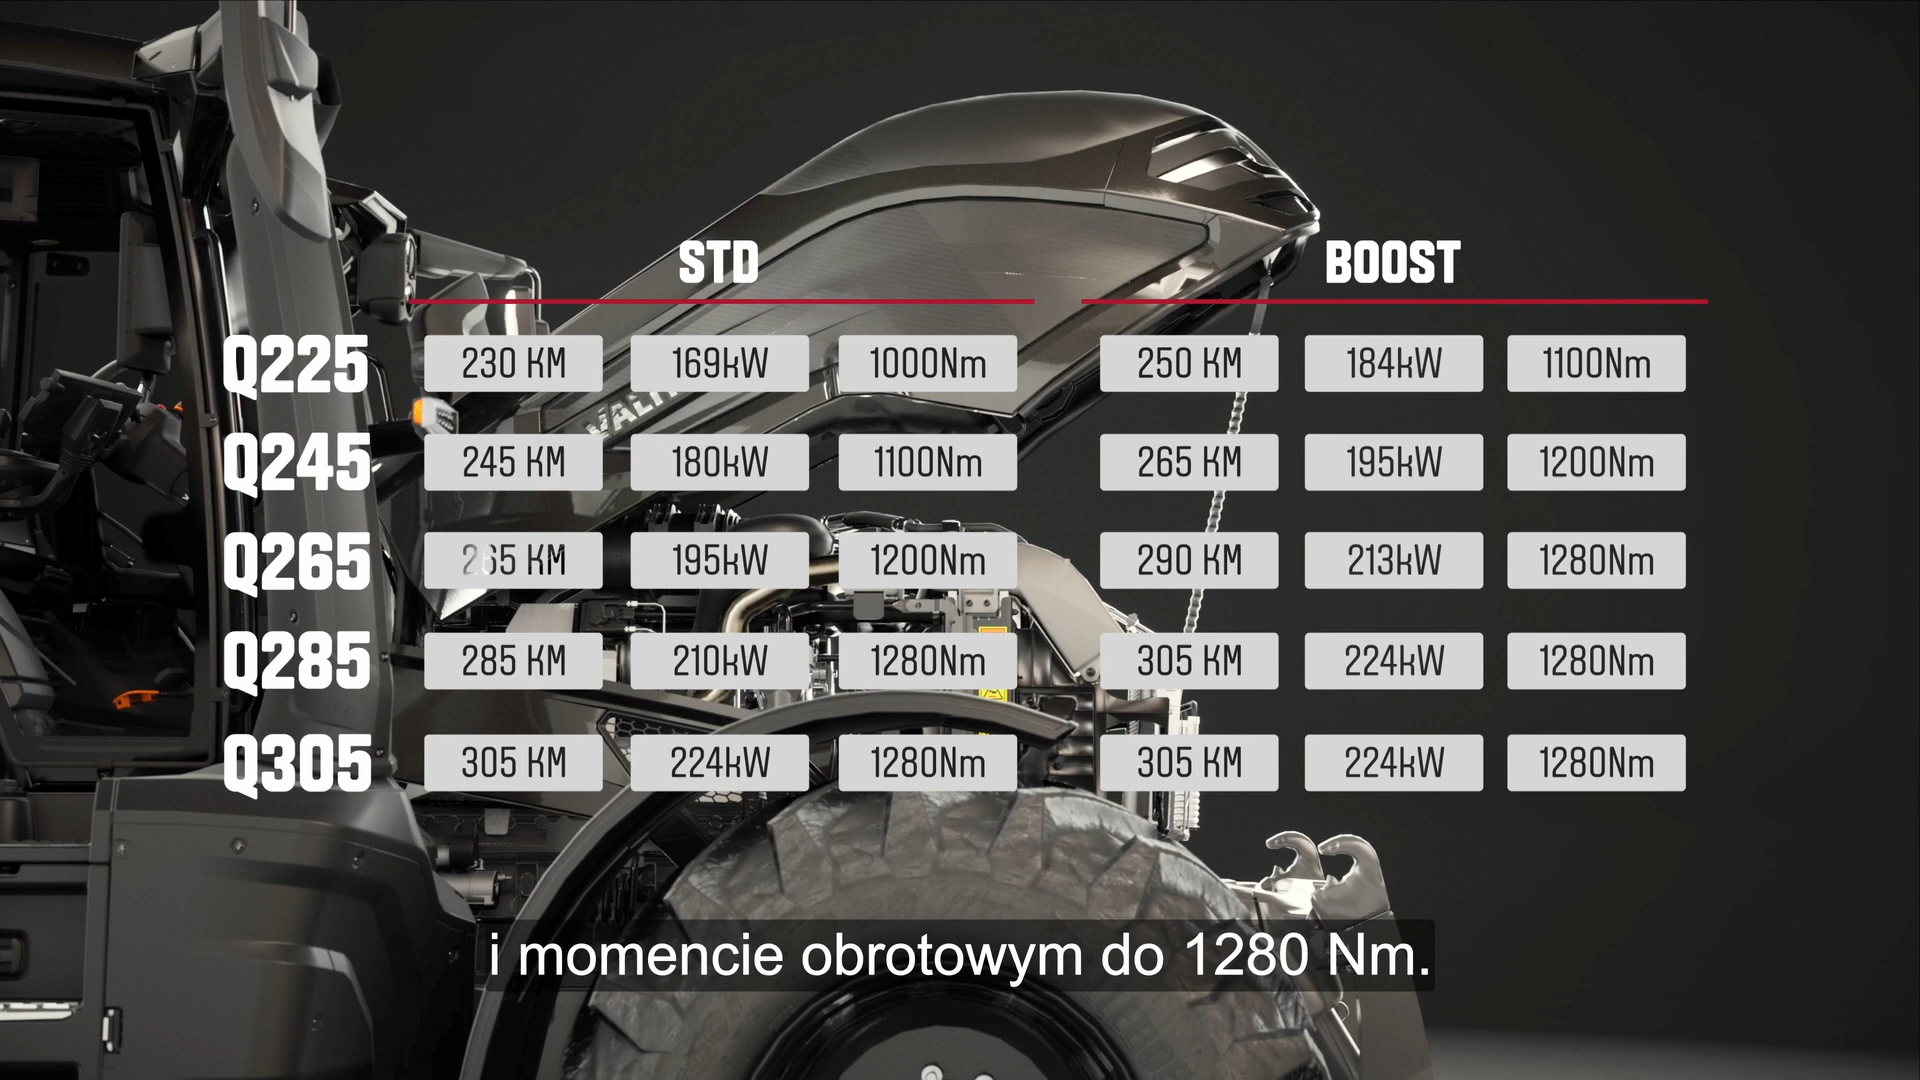 STD BOOST
Q225 230 KM 169kW 1000Nm 250 KM 184kW 1100Nm
Q245 245 KM 180kW 1100Nm 265 KM 195kW 1200Nm
Q265 265 KM 195kW 1200Nm 290 KM 213kW 1280Nm
Q285 285 KM 210kW 1280Nm 305 KM 224kW 1280Nm
Q305 305 KM 224kW 1280Nm 305 KM 224kW 1280Nm
i momencie obrotowym do 1280 Nm.